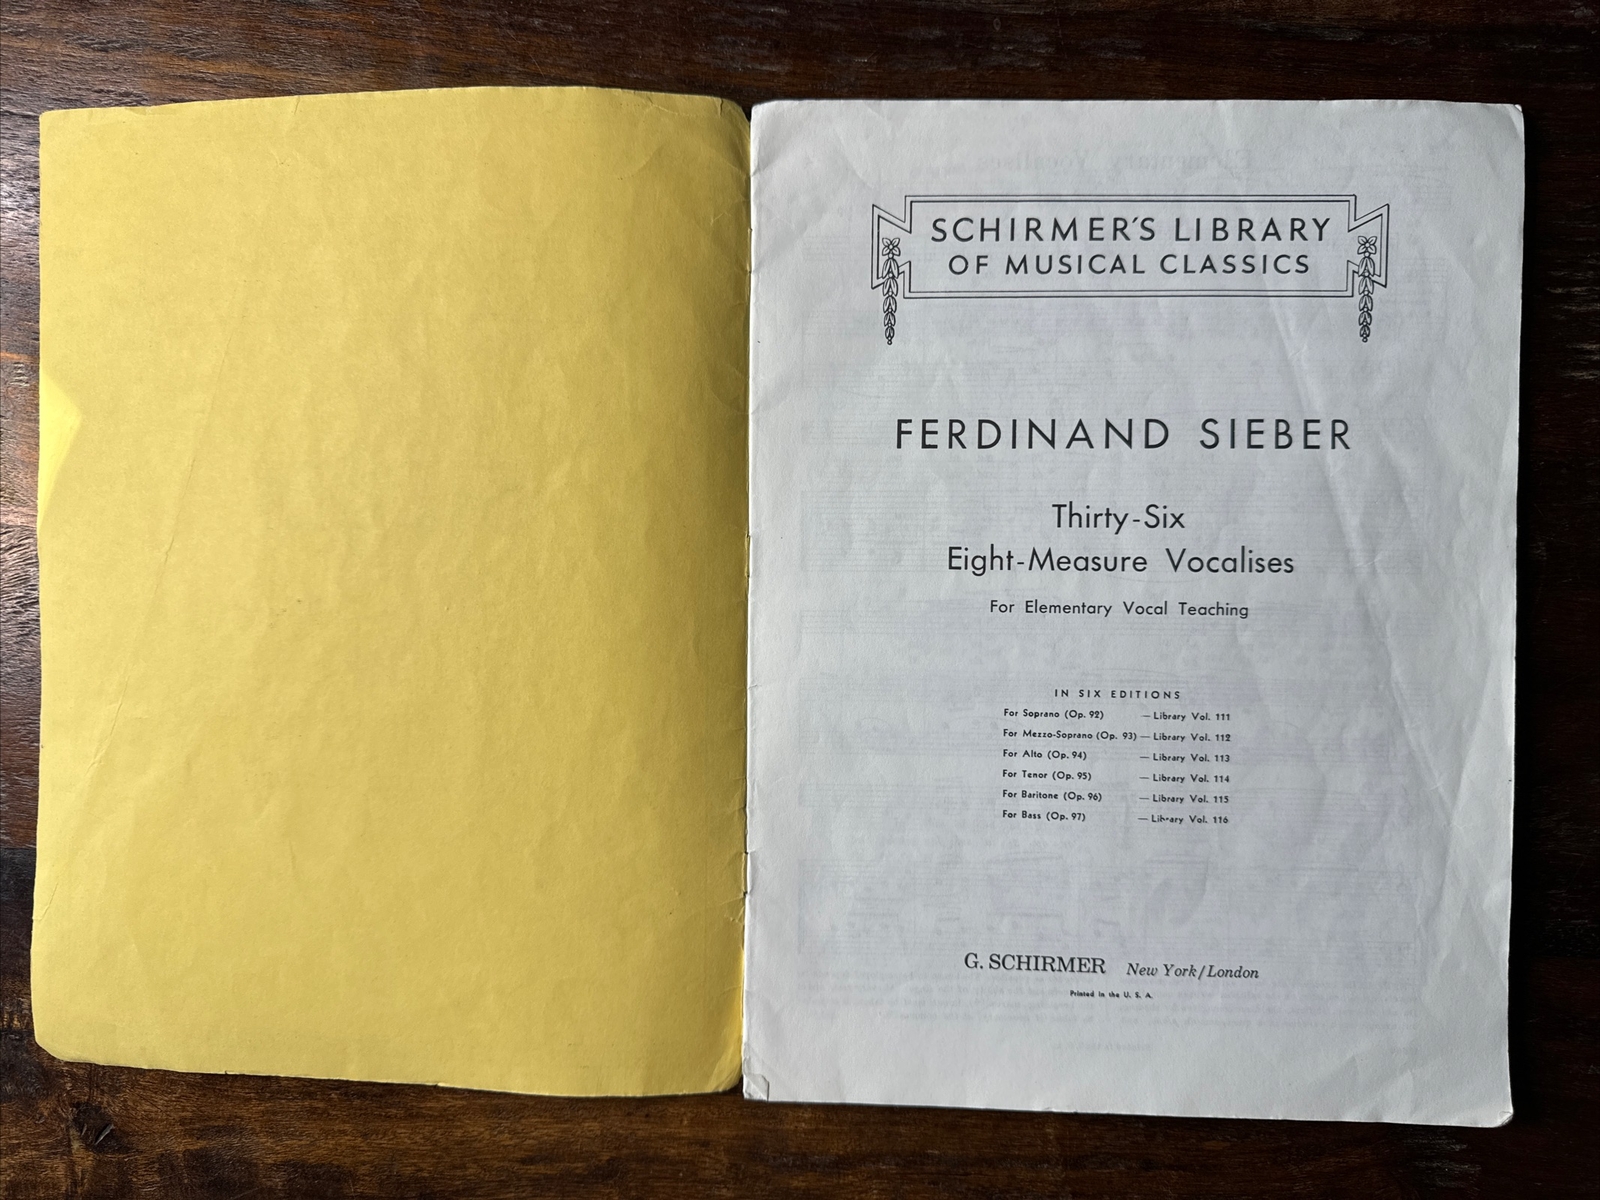 SCHIRMER'S LIBRARY
OF MUSICAL CLASSICS
FERDINAND SIEBER
Thirty-Six
Eight-Measure Vocalises
For Elementary Vocal Teaching
IN SIX EDITIONS
For Soprano (Op. 92) — Library Vol. 111
For Mezzo-Soprano (Op. 93) — Library Vol. 112
For Alto (Op. 94) — Library Vol. 113
For Tenor (Op. 95) — Library Vol. 114
For Baritone (Op. 96) — Library Vol. 115
For Bass (Op. 97) — Library Vol. 116
G. SCHIRMER New York/London
Printed in the U. S. A.